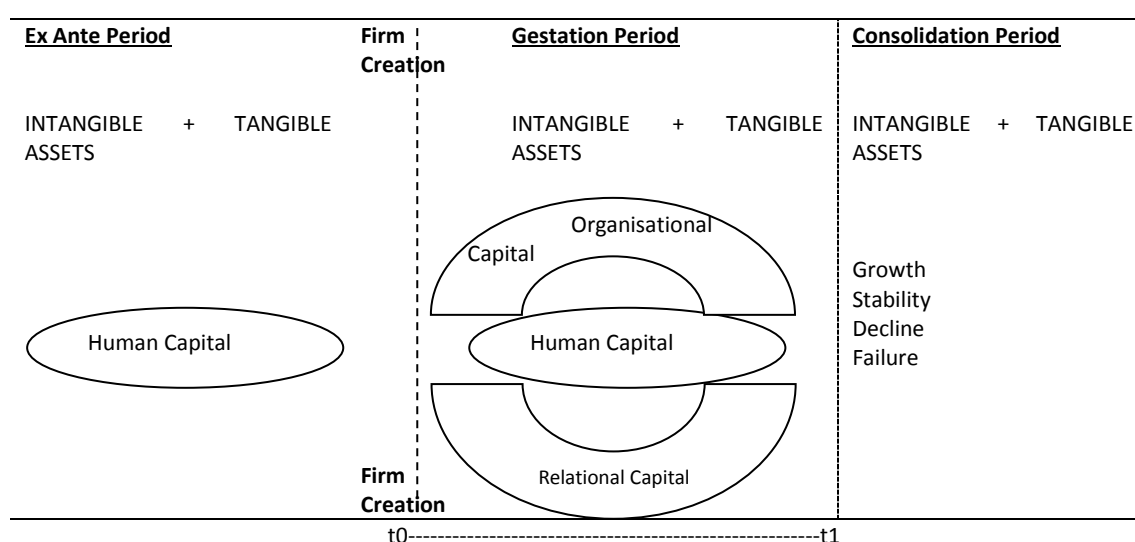 Ex Ante Period
Firm
Creation
Gestation Period
Consolidation Period
INTANGIBLE + TANGIBLE
ASSETS
INTANGIBLE + TANGIBLE
ASSETS
INTANGIBLE + TANGIBLE
ASSETS
Organisational
Capital
Human Capital
Human Capital
Relational Capital
Growth
Stability
Decline
Failure
Firm
Creation
t0--------------------------------------------------------t1